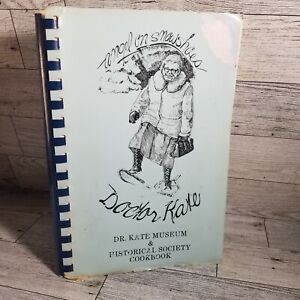 angel on snowshoes
Doctor Kate
DR. KATE MUSEUM
&
HISTORICAL SOCIETY
COOKBOOK